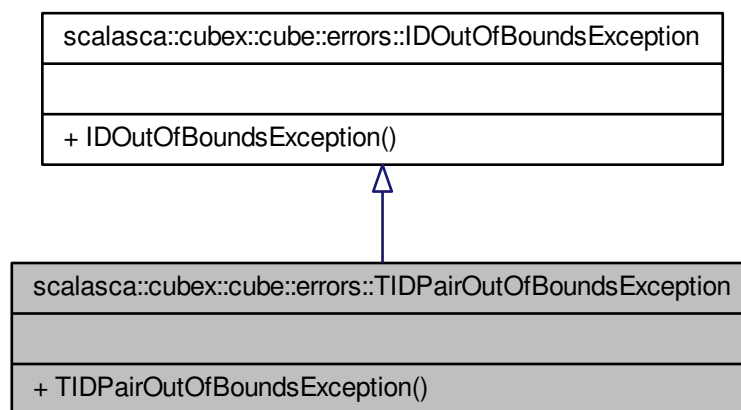 scalasca::cubex::cube::errors::IDOutOfBoundsException
+ IDOutOfBoundsException()
scalasca::cubex::cube::errors::TIDPairOutOfBoundsException
+ TIDPairOutOfBoundsException()